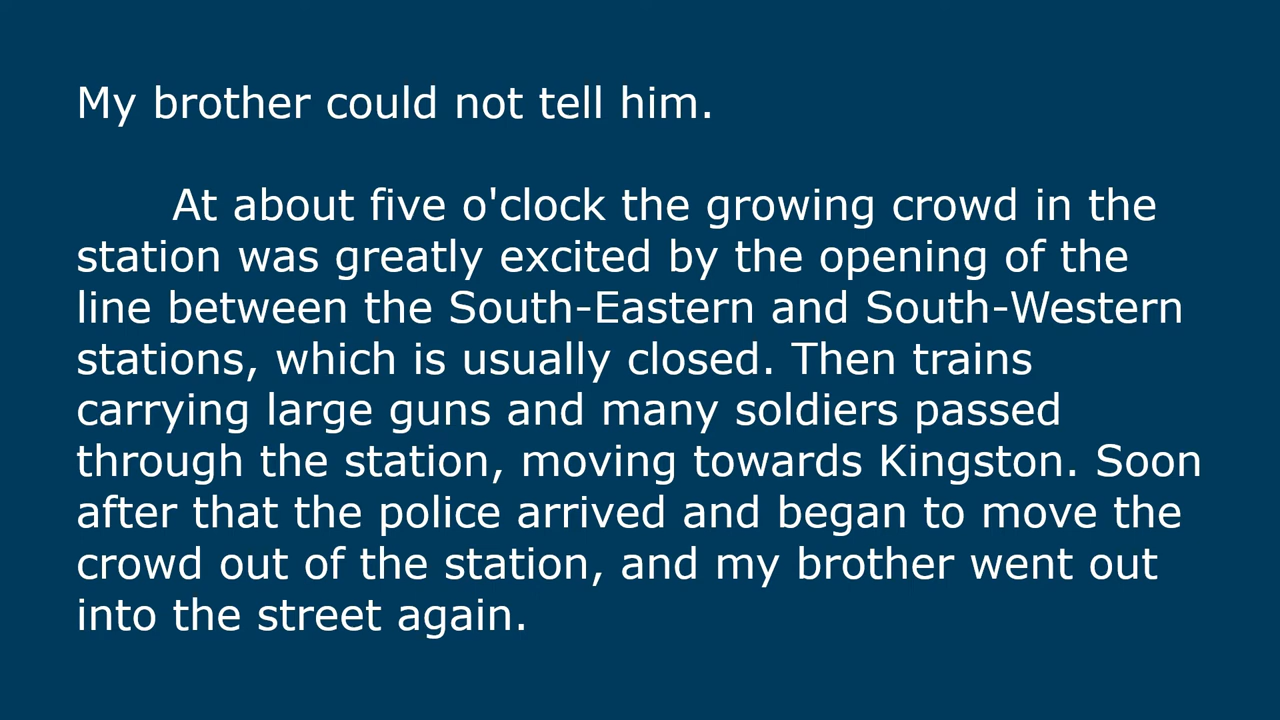 My brother could not tell him.
At about five o'clock the growing crowd in the
station was greatly excited by the opening of the
line between the South-Eastern and South-Western
stations, which is usually closed. Then trains
carrying large guns and many soldiers passed
through the station, moving towards Kingston. Soon
after that the police arrived and began to move the
crowd out of the station, and my brother went out
into the street again.